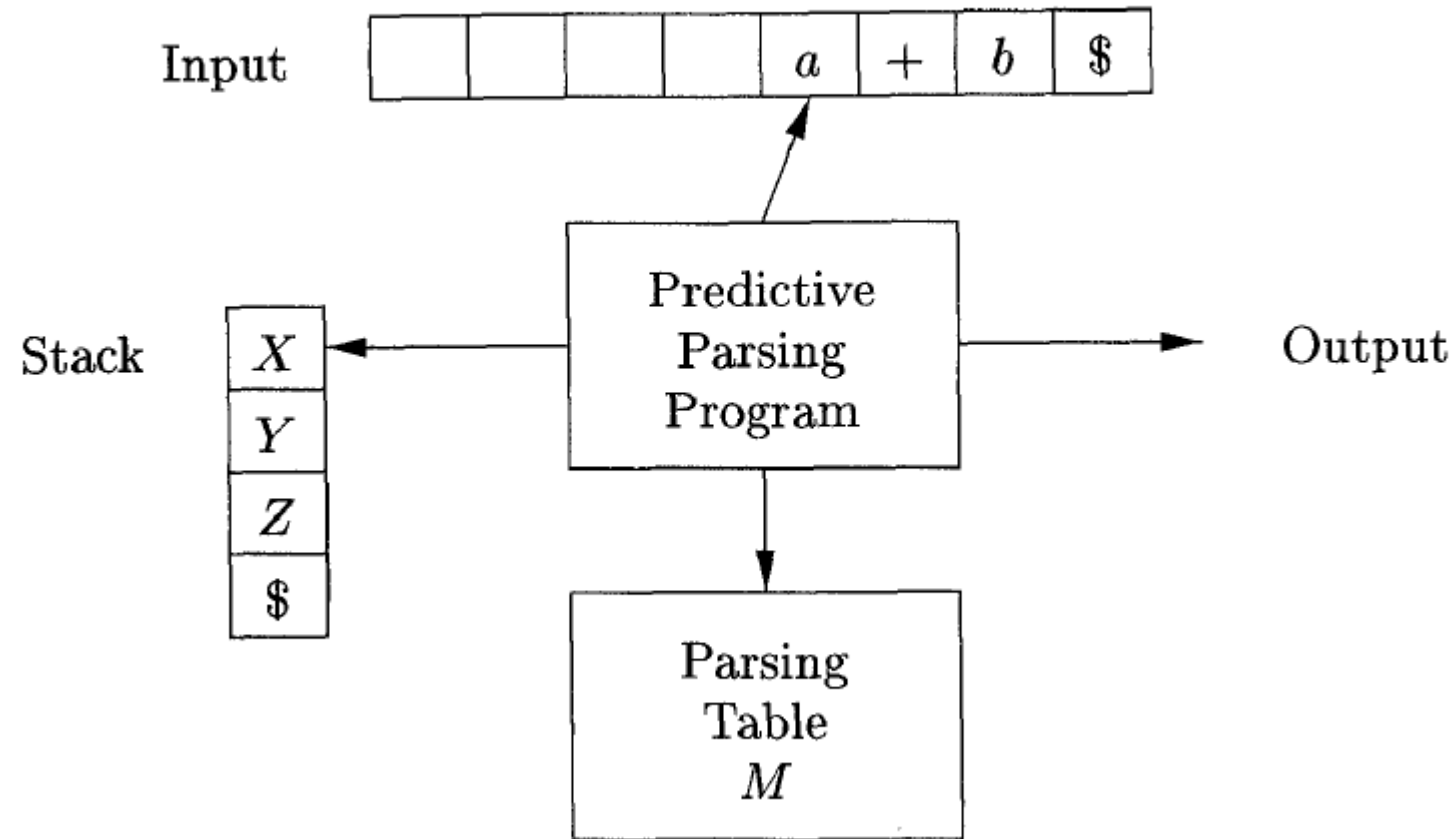 Input a + b $
Predictive
Parsing
Program
Stack X
Y
Z
$
Output
Parsing
Table
M